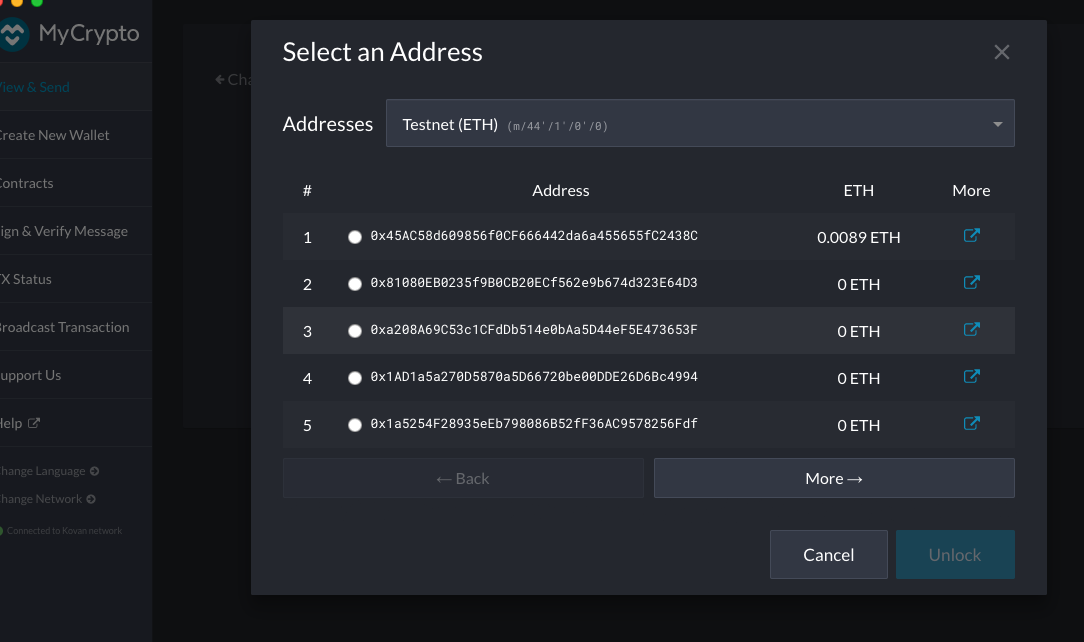 MyCrypto
View & Send
Create New Wallet
Contracts
Sign & Verify Message
TX Status
Broadcast Transaction
Support Us
Help
Change Language
Change Network
Connected to Kovan network
← Cha
Select an Address
Addresses Testnet (ETH) (m/44'/1'/0'/0)
# Address ETH More
1 0x45AC58d609856f0CF666442da6a455655fC2438C 0.0089 ETH
2 0x81080EB0235f9B0CB20ECf562e9b674d323E64D3 0 ETH
3 0xa208A69C53c1CFdDb514e0bAa5D44eF5E473653F 0 ETH
4 0x1AD1a5a270D5870a5D66720be00DDE26D6Bc4994 0 ETH
5 0x1a5254F28935eEb798086B52fF36AC9578256Fdf 0 ETH
← Back More →
Cancel Unlock